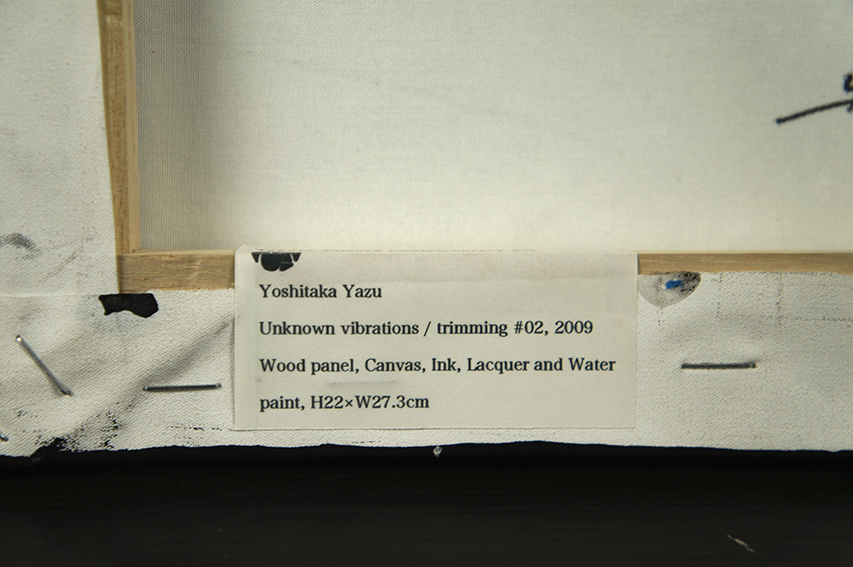 Yoshitaka Yazu
Unknown vibrations / trimming #02, 2009
Wood panel, Canvas, Ink, Lacquer and Water
paint, H22×W27.3cm